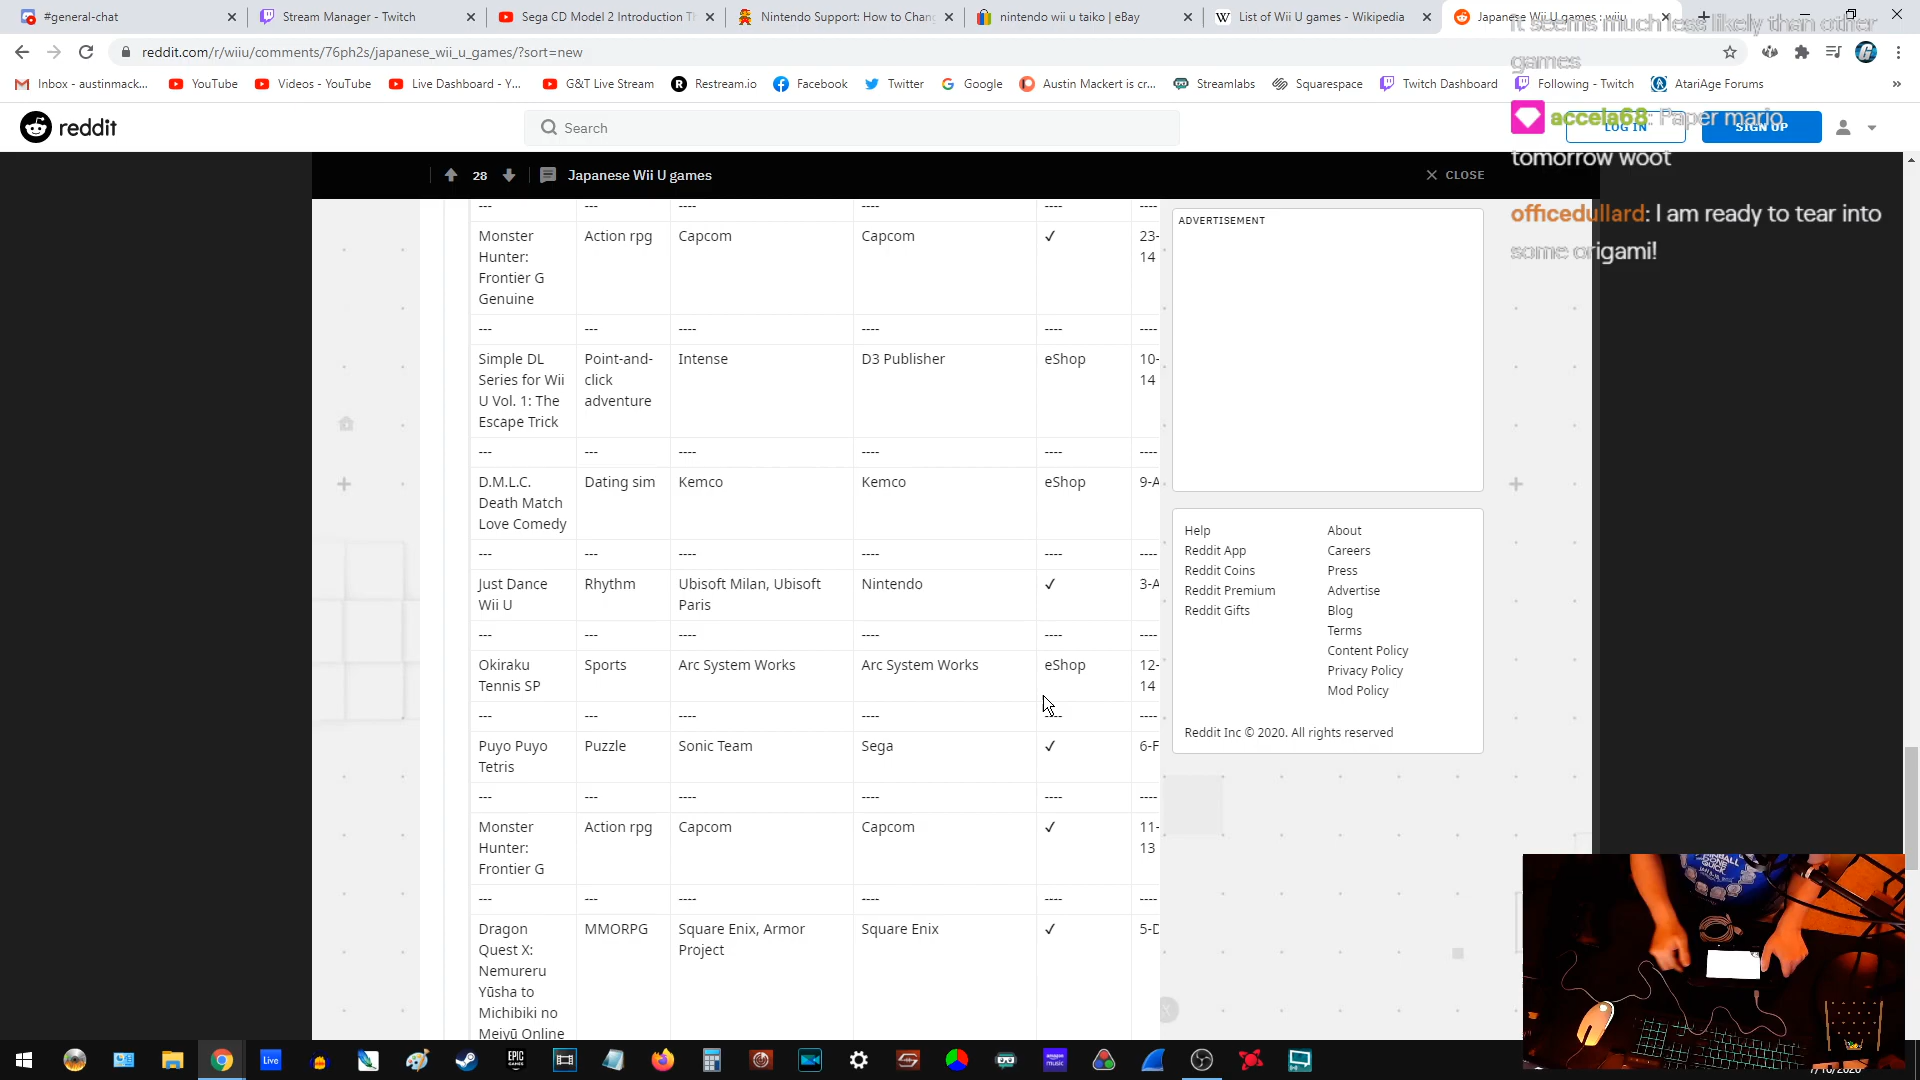 #general-chat
Stream Manager - Twitch
Sega CD Model 2 Introduction Th
Nintendo Support: How to Chang
nintendo wii u taiko | eBay
List of Wii U games - Wikipedia
Japanese Wii U games : wiiu
reddit.com/r/wiiu/comments/76ph2s/japanese_wii_u_games/?sort=new
Inbox - austinmack...
YouTube
Videos - YouTube
Live Dashboard - Y...
G&T Live Stream
Restream.io
Facebook
Twitter
Google
Austin Mackert is cr...
Streamlabs
Squarespace
Twitch Dashboard
Following - Twitch
AtariAge Forums
»
It seems much less likely than other
games
accela68: Paper mario
tomorrow woot
officedullard: I am ready to tear into
some origami!
reddit
Search
LOG IN
SIGN UP
28
Japanese Wii U games
CLOSE
--- --- ---- ---- ---- ----
Monster Action rpg Capcom Capcom ✓ 23-
Hunter: 14
Frontier G
Genuine
--- --- ---- ---- ---- ----
Simple DL Point-and- Intense D3 Publisher eShop 10-
Series for Wii click 14
U Vol. 1: The adventure
Escape Trick
--- --- ---- ---- ---- ----
D.M.L.C. Dating sim Kemco Kemco eShop 9-A
Death Match
Love Comedy
--- --- ---- ---- ---- ----
Just Dance Rhythm Ubisoft Milan, Ubisoft Nintendo ✓ 3-A
Wii U Paris
--- --- ---- ---- ---- ----
Okiraku Sports Arc System Works Arc System Works eShop 12-
Tennis SP 14
--- --- ---- ---- ---- ----
Puyo Puyo Puzzle Sonic Team Sega ✓ 6-F
Tetris
--- --- ---- ---- ---- ----
Monster Action rpg Capcom Capcom ✓ 11-
Hunter: 13
Frontier G
--- --- ---- ---- ---- ----
Dragon MMORPG Square Enix, Armor Square Enix ✓ 5-D
Quest X: Project
Nemureru
Yūsha to
Michibiki no
Meiyū Online
ADVERTISEMENT
Help About
Reddit App Careers
Reddit Coins Press
Reddit Premium Advertise
Reddit Gifts Blog
Terms
Content Policy
Privacy Policy
Mod Policy
Reddit Inc © 2020. All rights reserved
Live
EPIC
GAMES
amazon
music